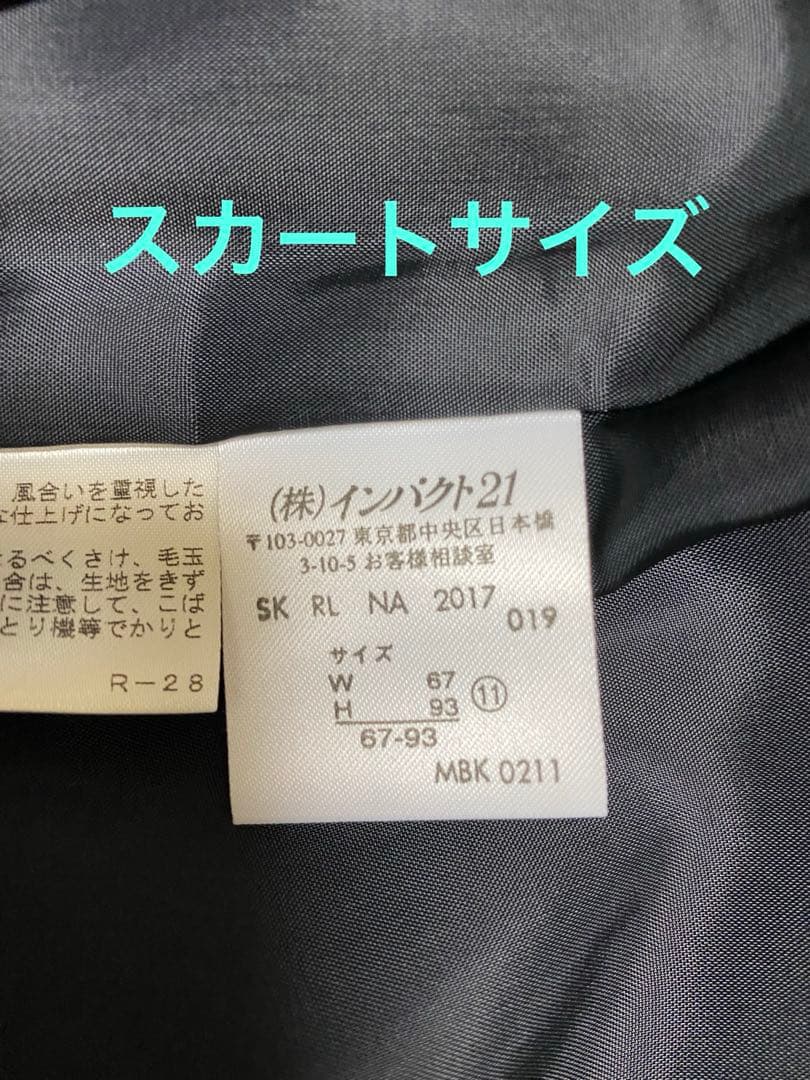 スカートサイズ
風合いを重視した
な仕上げになってお
るべくさけ、毛玉
合は、生地をきず
に注意して、こば
とり機等でかりと
R-28
(株)インパクト21
〒103-0027 東京都中央区日本橋
3-10-5 お客様相談室
SK RL NA 2017
019
サイズ
W 67
H 93
⑪
67-93
MBK 0211